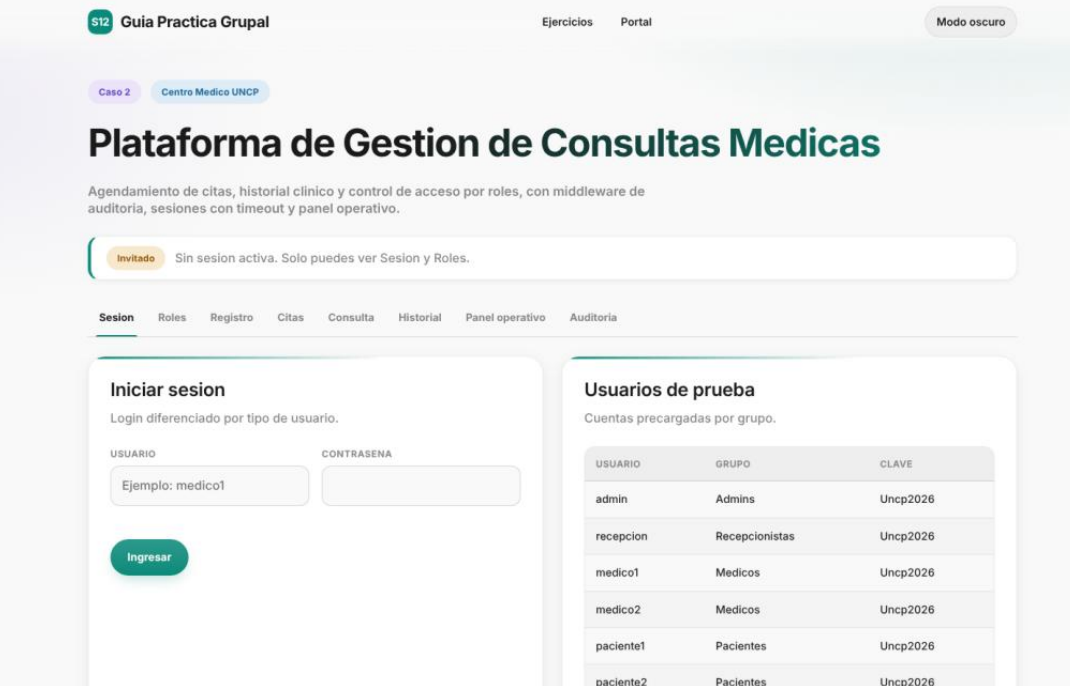 S12 Guia Practica Grupal Ejercicios Portal Modo oscuro
Caso 2 Centro Medico UNCP
Plataforma de Gestion de Consultas Medicas
Agendamiento de citas, historial clinico y control de acceso por roles, con middleware de
auditoria, sesiones con timeout y panel operativo.
Invitado Sin sesion activa. Solo puedes ver Sesion y Roles.
Sesion Roles Registro Citas Consulta Historial Panel operativo Auditoria
Iniciar sesion
Login diferenciado por tipo de usuario.
USUARIO CONTRASENA
Ejemplo: medico1
Ingresar
Usuarios de prueba
Cuentas precargadas por grupo.
USUARIO GRUPO CLAVE
admin Admins Uncp2026
recepcion Recepcionistas Uncp2026
medico1 Medicos Uncp2026
medico2 Medicos Uncp2026
paciente1 Pacientes Uncp2026
paciente2 Pacientes Uncp2026